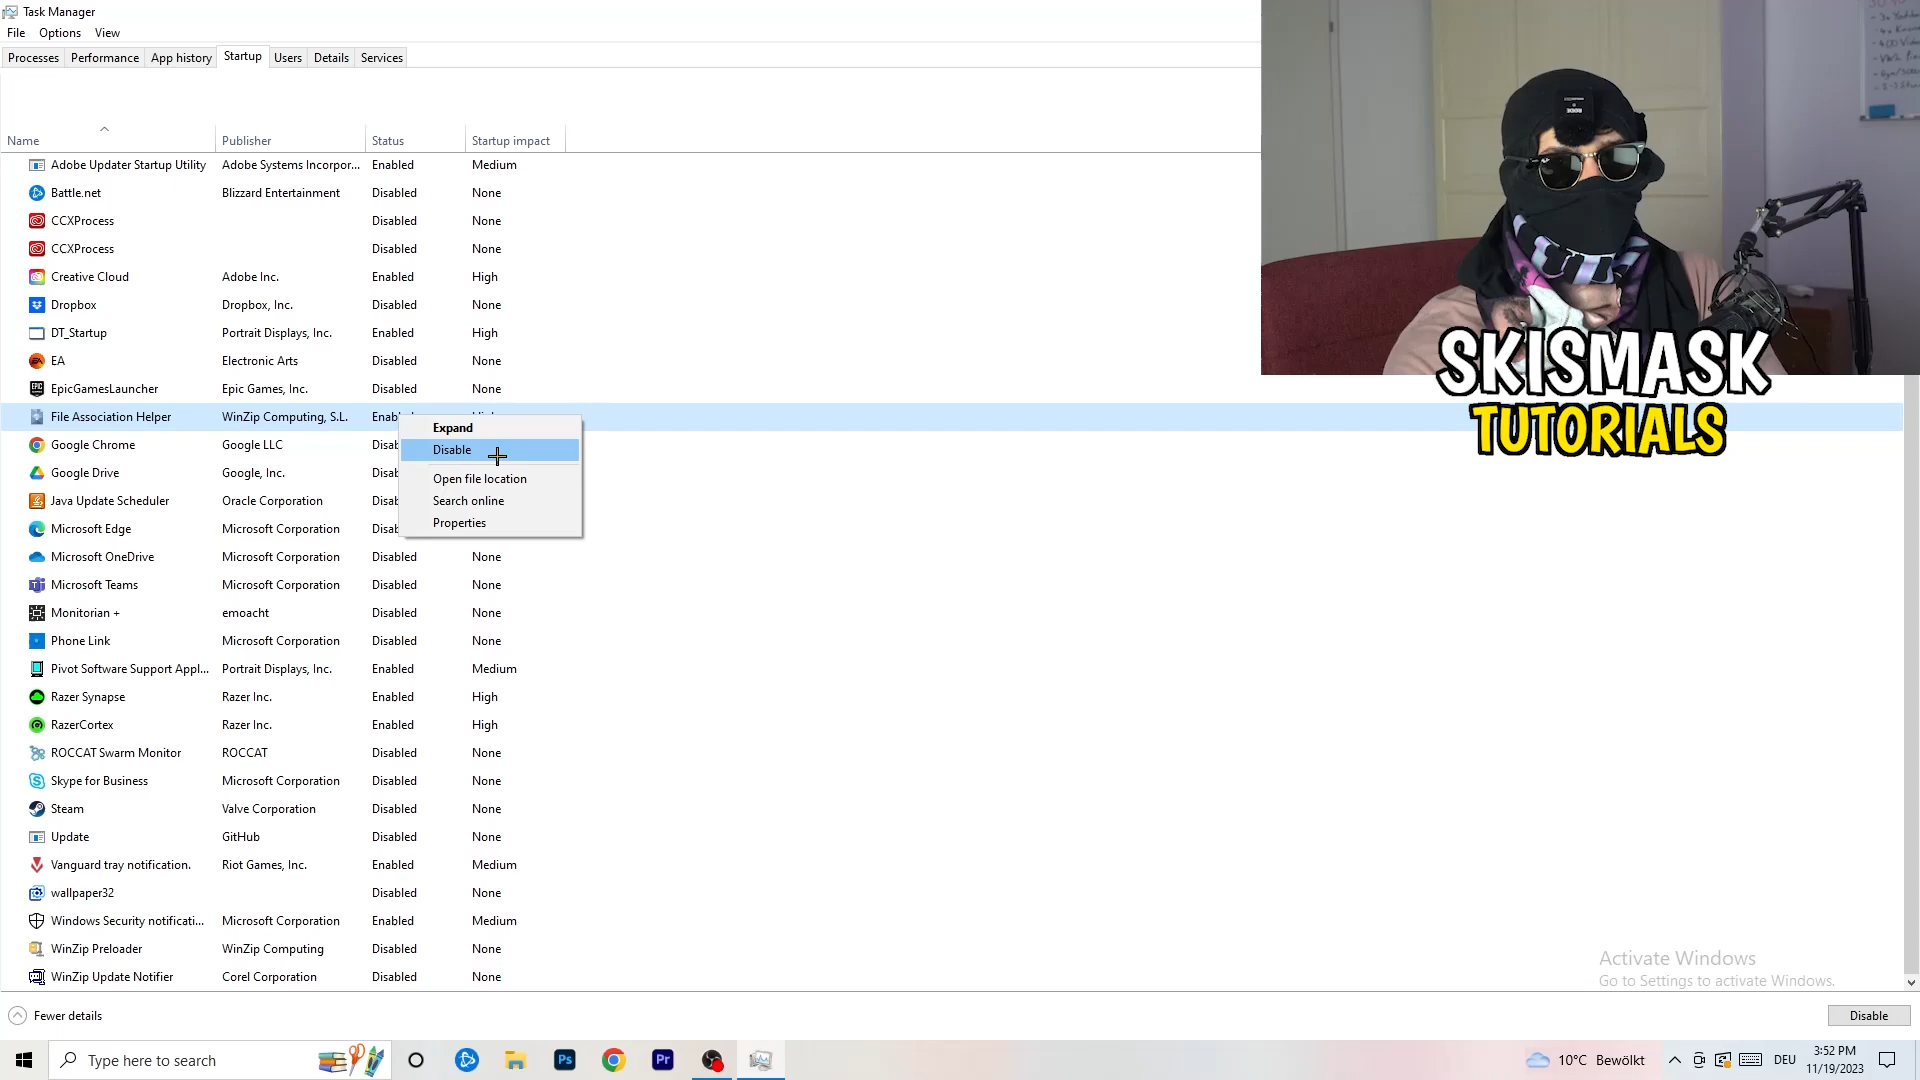 Task Manager
File Options View
Processes Performance App history Startup Users Details Services
Name Publisher Status Startup impact
Adobe Updater Startup Utility Adobe Systems Incorpor... Enabled Medium
Battle.net Blizzard Entertainment Disabled None
CCXProcess Disabled None
CCXProcess Disabled None
Creative Cloud Adobe Inc. Enabled High
Dropbox Dropbox, Inc. Disabled None
DT_Startup Portrait Displays, Inc. Enabled High
EA Electronic Arts Disabled None
EpicGamesLauncher Epic Games, Inc. Disabled None
File Association Helper WinZip Computing, S.L.
Google Chrome Google LLC
Google Drive Google, Inc.
Java Update Scheduler Oracle Corporation
Microsoft Edge Microsoft Corporation
Expand
Disable
Open file location
Search online
Properties
Microsoft OneDrive Microsoft Corporation Disabled None
Microsoft Teams Microsoft Corporation Disabled None
Monitorian + emoacht Disabled None
Phone Link Microsoft Corporation Disabled None
Pivot Software Support Appl... Portrait Displays, Inc. Enabled Medium
Razer Synapse Razer Inc. Enabled High
RazerCortex Razer Inc. Enabled High
ROCCAT Swarm Monitor ROCCAT Disabled None
Skype for Business Microsoft Corporation Disabled None
Steam Valve Corporation Disabled None
Update GitHub Disabled None
Vanguard tray notification. Riot Games, Inc. Enabled Medium
wallpaper32 Disabled None
Windows Security notificati... Microsoft Corporation Enabled Medium
WinZip Preloader WinZip Computing Disabled None
WinZip Update Notifier Corel Corporation Disabled None
SKISMASK
TUTORIALS
Activate Windows
Go to Settings to activate Windows.
Fewer details
Disable
Type here to search
Ps
Pr
10°C Bewölkt
DEU
3:52 PM
11/19/2023